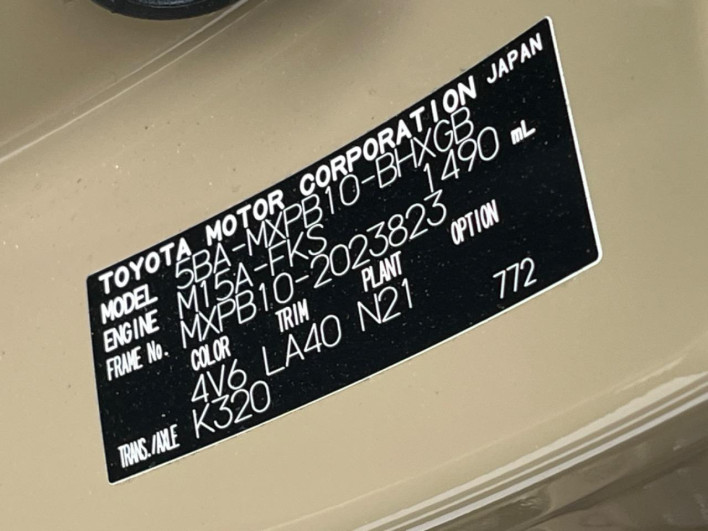 TOYOTA MOTOR CORPORATION JAPAN
MODEL 5BA-MXPB10-BHXGB
ENGINE M15A-FKS 1490 mL
FRAME No. MXPB10-2023823
COLOR TRIM PLANT OPTION
4V6 LA40 N21 772
TRANS./AXLE K320